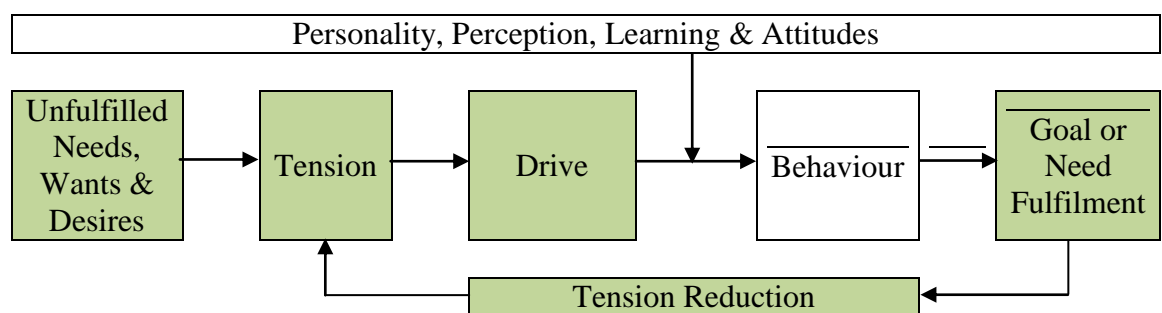 Personality, Perception, Learning & Attitudes
Unfulfilled
Needs,
Wants &
Desires
Tension
Drive
Behaviour
Goal or
Need
Fulfilment
Tension Reduction